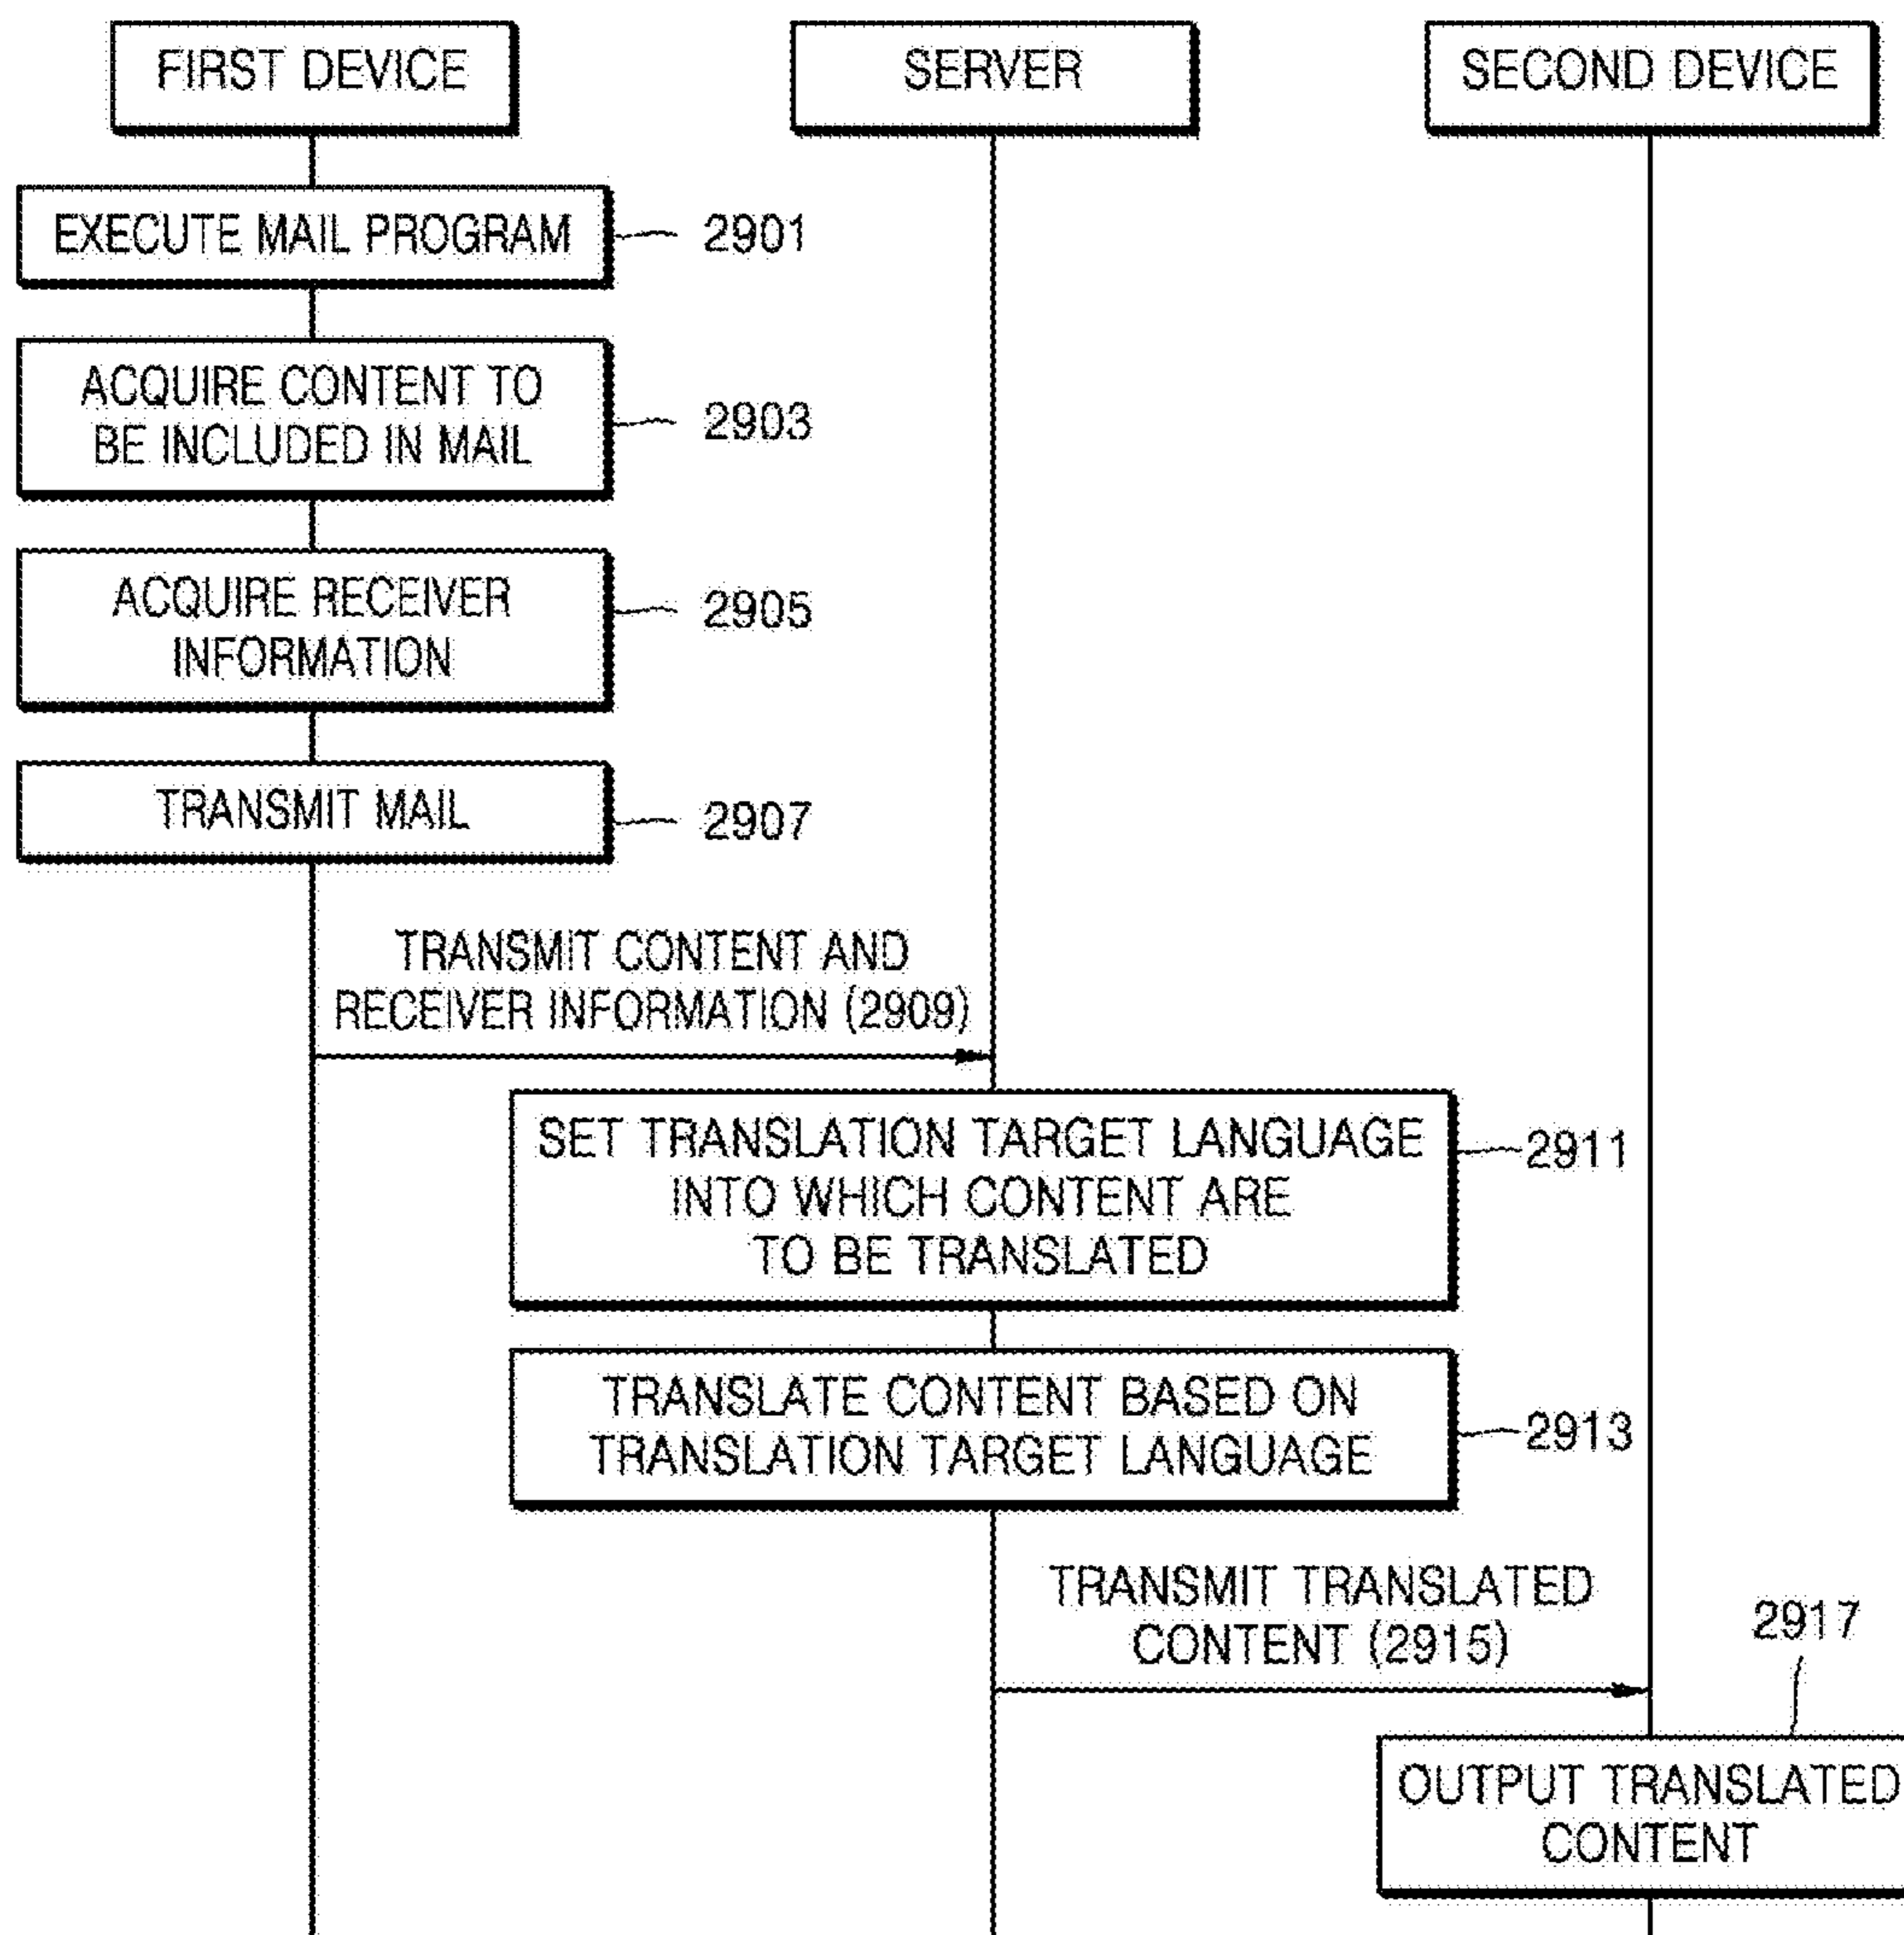 FIRST DEVICE
SERVER
SECOND DEVICE
EXECUTE MAIL PROGRAM
2901
ACQUIRE CONTENT TO
BE INCLUDED IN MAIL
2903
ACQUIRE RECEIVER
INFORMATION
2905
TRANSMIT MAIL
2907
TRANSMIT CONTENT AND
RECEIVER INFORMATION (2909)
SET TRANSLATION TARGET LANGUAGE
INTO WHICH CONTENT ARE
TO BE TRANSLATED
2911
TRANSLATE CONTENT BASED ON
TRANSLATION TARGET LANGUAGE
2913
TRANSMIT TRANSLATED
CONTENT (2915)
2917
OUTPUT TRANSLATED
CONTENT